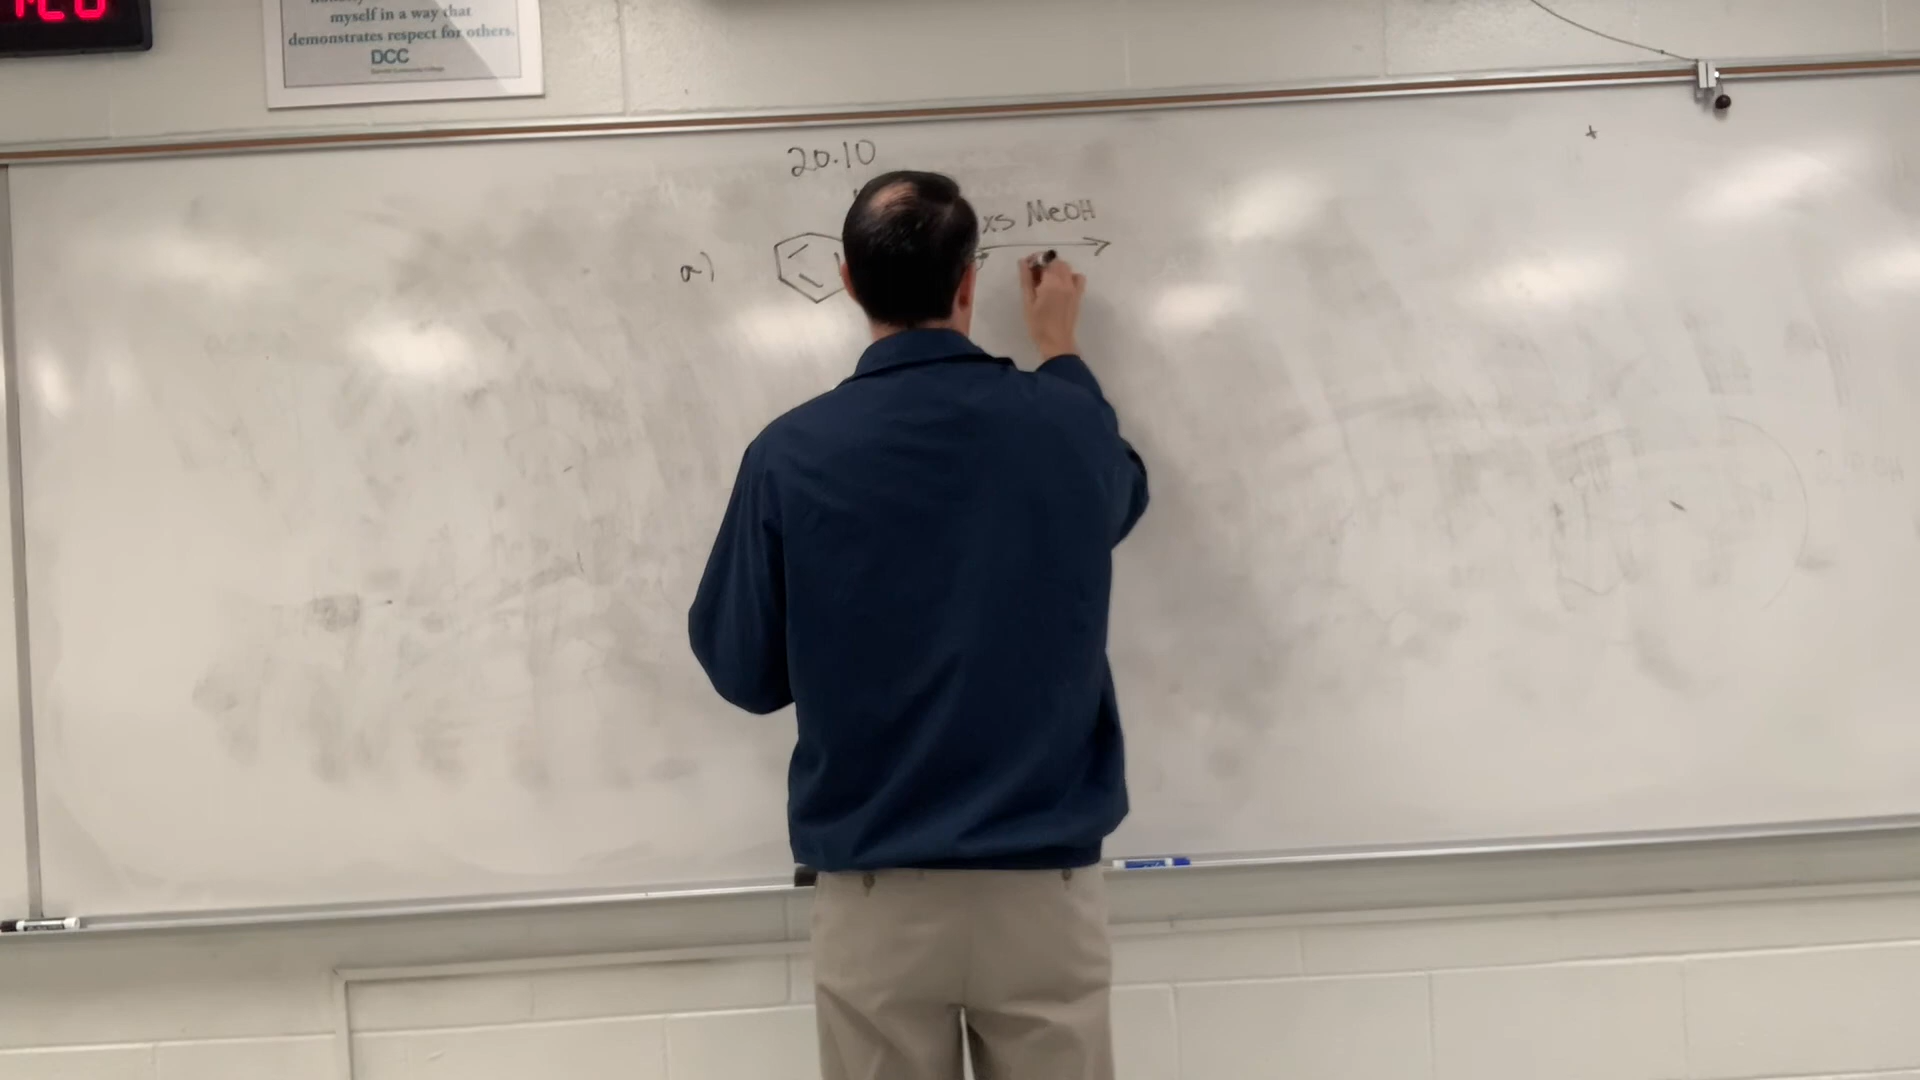 myself in a way that
demonstrates respect for others.
DCC
20.10
xs MeOH
a)